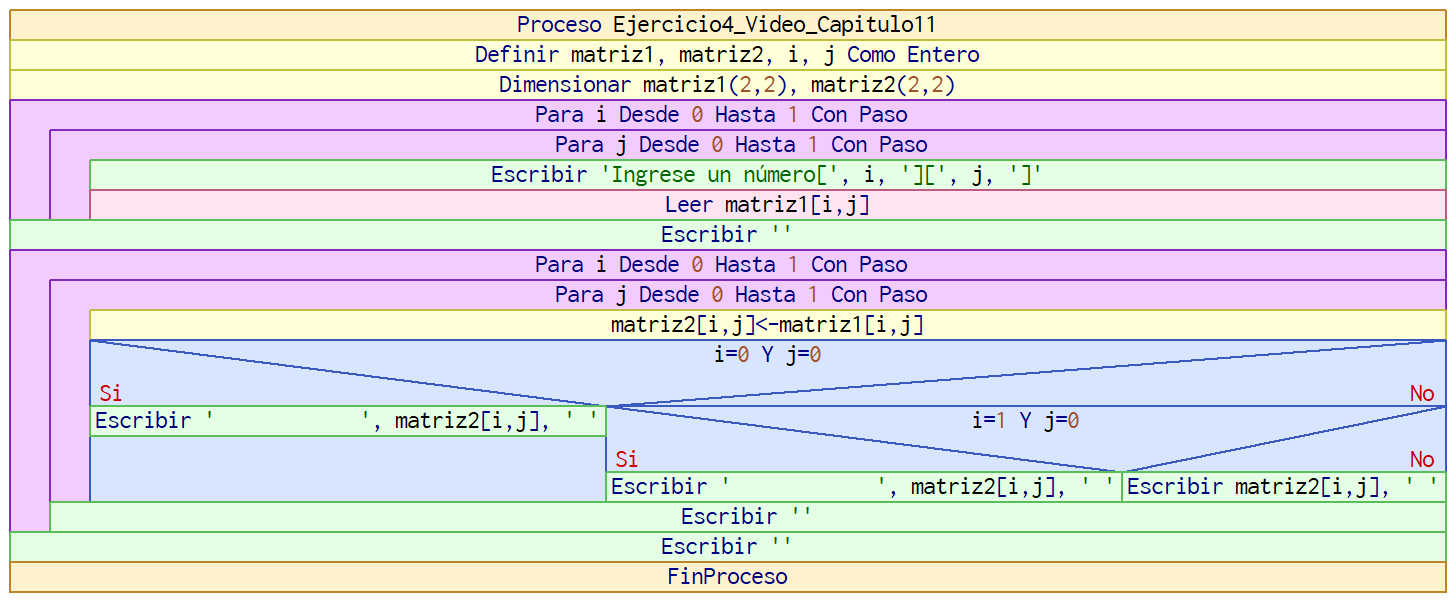 Proceso Ejercicio4_Video_Capitulo11
Definir matriz1, matriz2, i, j Como Entero
Dimensionar matriz1(2,2), matriz2(2,2)
Para i Desde 0 Hasta 1 Con Paso
Para j Desde 0 Hasta 1 Con Paso
Escribir 'Ingrese un número[', i, '][', j, ']'
Leer matriz1[i,j]
Escribir ''
Para i Desde 0 Hasta 1 Con Paso
Para j Desde 0 Hasta 1 Con Paso
matriz2[i,j]<-matriz1[i,j]
i=0 Y j=0
Si No
Escribir '           ', matriz2[i,j], ' ' i=1 Y j=0
Si No
Escribir '           ', matriz2[i,j], ' ' Escribir matriz2[i,j], ' '
Escribir ''
Escribir ''
FinProceso